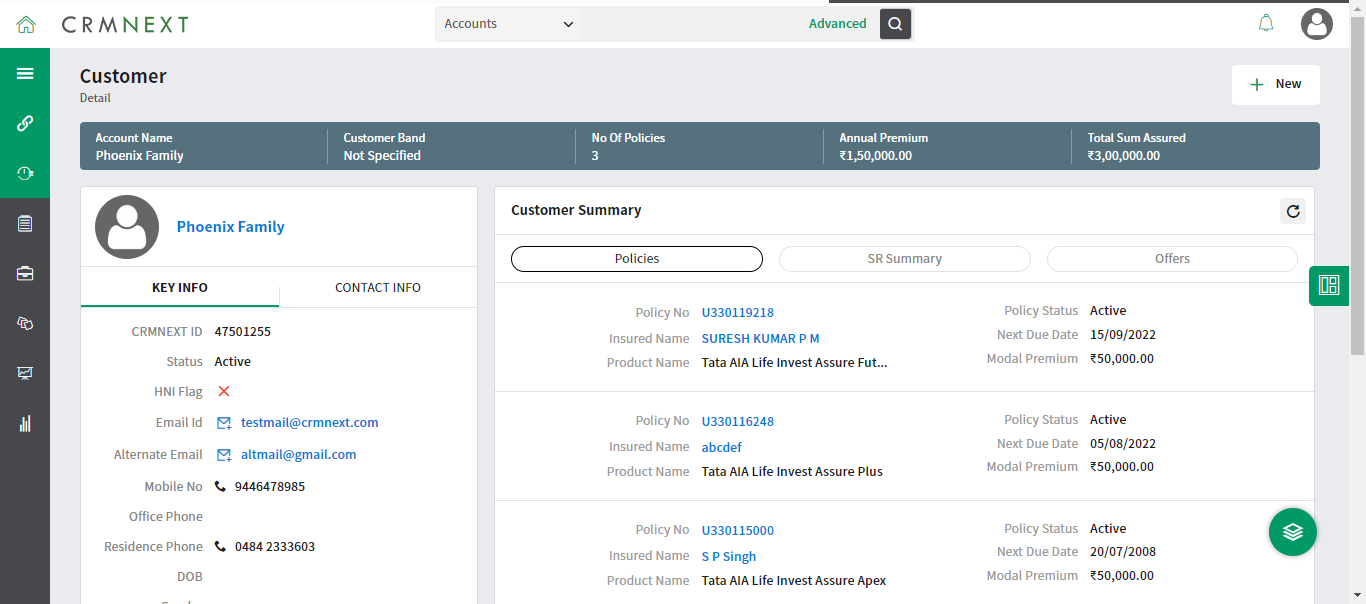 CRMNEXT
Accounts
Advanced
Customer
Detail
New
Account Name
Phoenix Family
Customer Band
Not Specified
No Of Policies
3
Annual Premium
₹1,50,000.00
Total Sum Assured
₹3,00,000.00
Phoenix Family
KEY INFO
CONTACT INFO
CRMNEXT ID 47501255
Status Active
HNI Flag
Email Id testmail@crmnext.com
Alternate Email altmail@gmail.com
Mobile No 9446478985
Office Phone
Residence Phone 0484 2333603
DOB
Customer Summary
Policies
SR Summary
Offers
Policy No U330119218
Insured Name SURESH KUMAR P M
Product Name Tata AIA Life Invest Assure Fut...
Policy Status Active
Next Due Date 15/09/2022
Modal Premium ₹50,000.00
Policy No U330116248
Insured Name abcdef
Product Name Tata AIA Life Invest Assure Plus
Policy Status Active
Next Due Date 05/08/2022
Modal Premium ₹50,000.00
Policy No U330115000
Insured Name S P Singh
Product Name Tata AIA Life Invest Assure Apex
Policy Status Active
Next Due Date 20/07/2008
Modal Premium ₹50,000.00